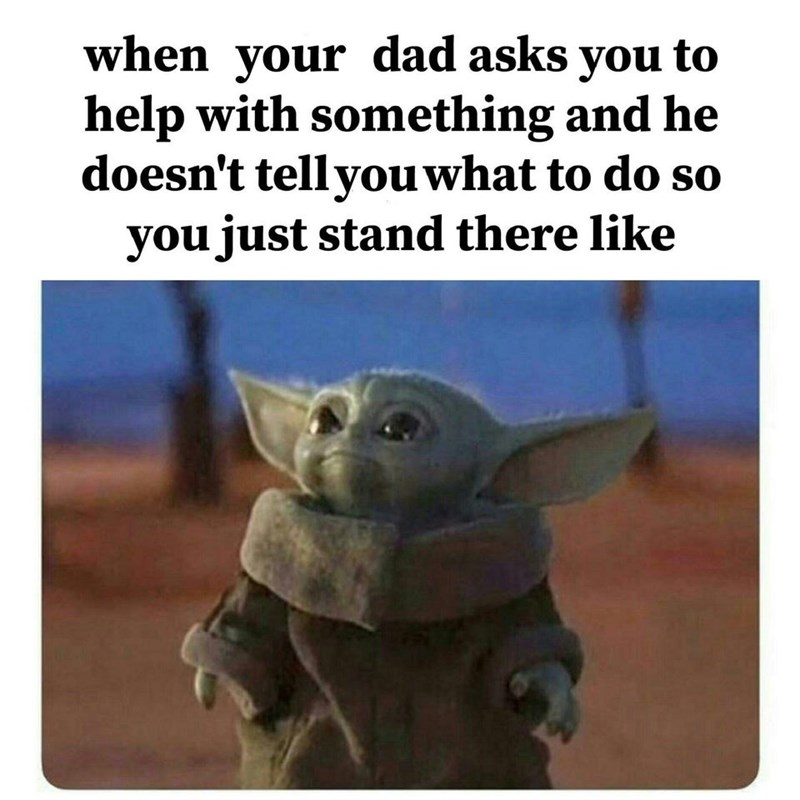 when your dad asks you to
help with something and he
doesn't tell you what to do so
you just stand there like